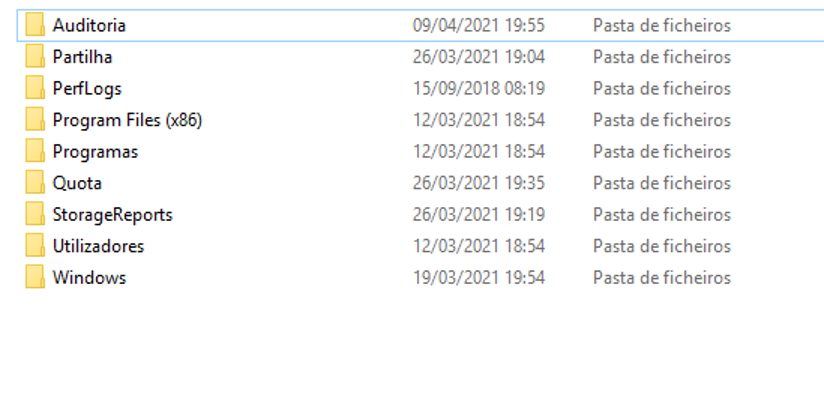 Auditoria 09/04/2021 19:55 Pasta de ficheiros
Partilha 26/03/2021 19:04 Pasta de ficheiros
PerfLogs 15/09/2018 08:19 Pasta de ficheiros
Program Files (x86) 12/03/2021 18:54 Pasta de ficheiros
Programas 12/03/2021 18:54 Pasta de ficheiros
Quota 26/03/2021 19:35 Pasta de ficheiros
StorageReports 26/03/2021 19:19 Pasta de ficheiros
Utilizadores 12/03/2021 18:54 Pasta de ficheiros
Windows 19/03/2021 19:54 Pasta de ficheiros